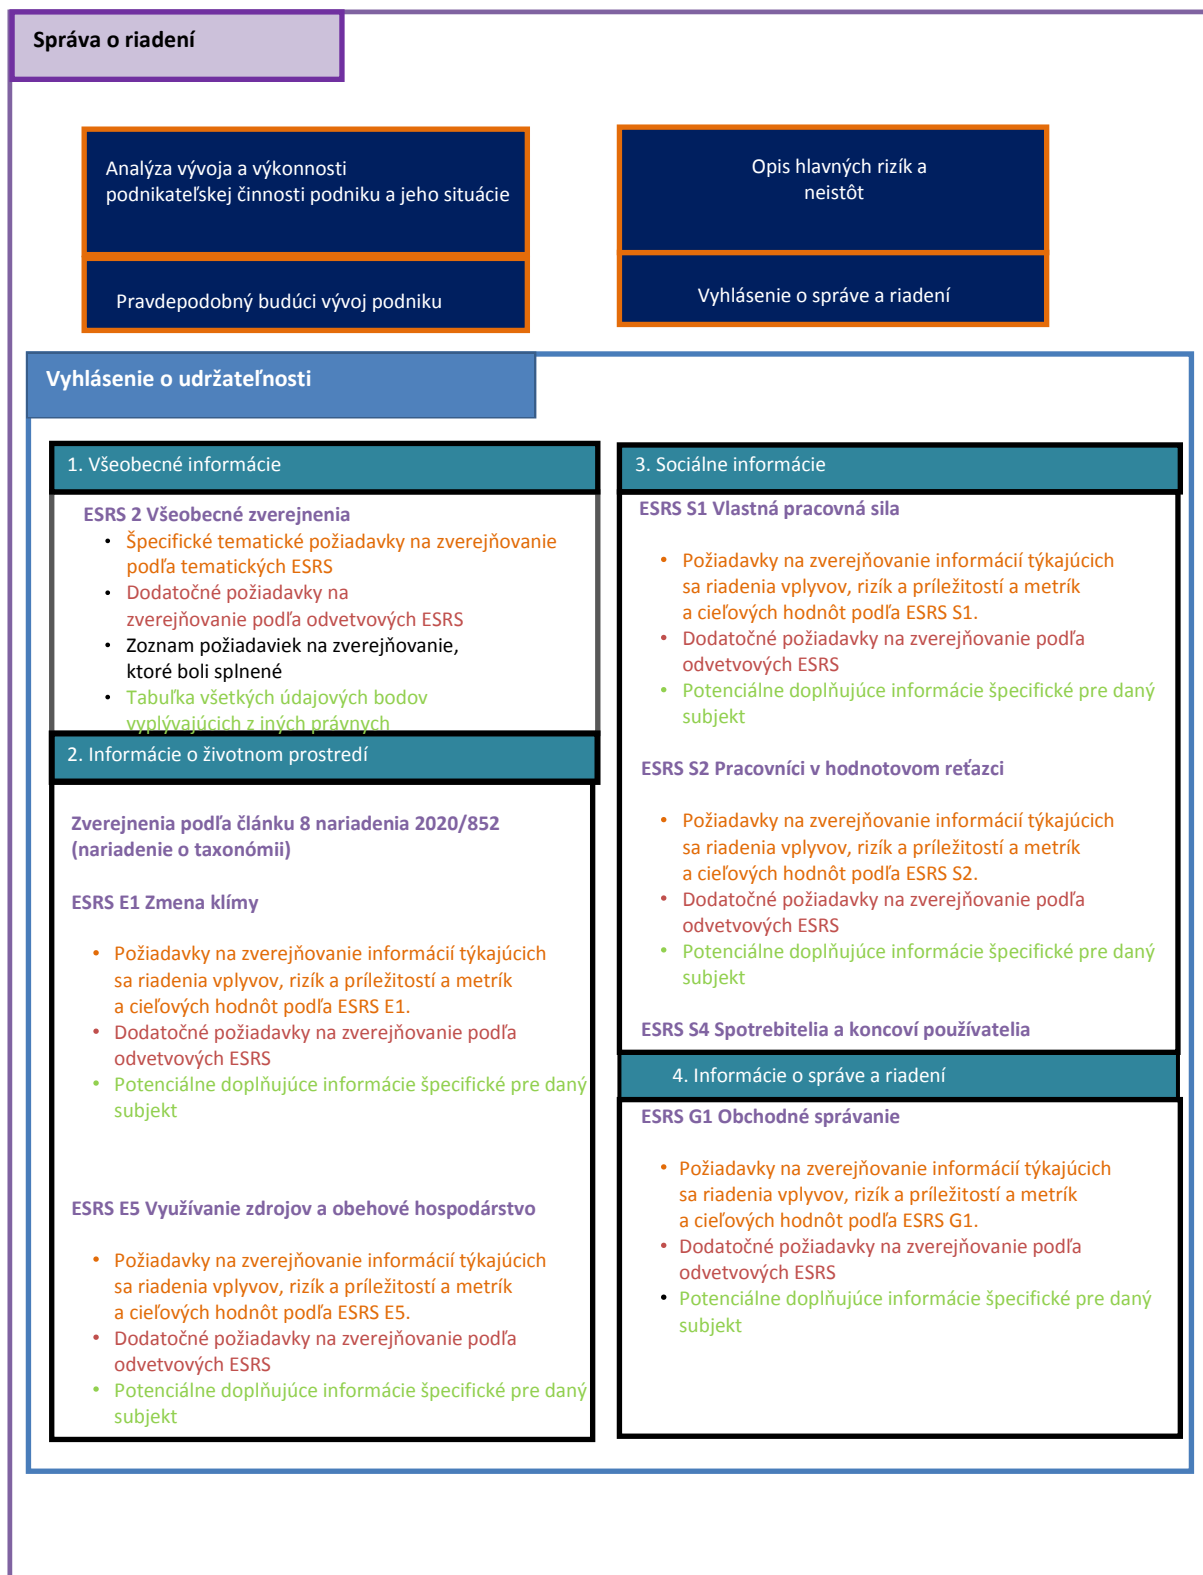 Správa o riadení
Analýza vývoja a výkonnosti
podnikateľskej činnosti podniku a jeho situácie
Opis hlavných rizík a
neistôt
Pravdepodobný budúci vývoj podniku
Vyhlásenie o správe a riadení
Vyhlásenie o udržateľnosti
1. Všeobecné informácie
ESRS 2 Všeobecné zverejnenia
• Špecifické tematické požiadavky na zverejňovanie
podľa tematických ESRS
• Dodatočné požiadavky na
zverejňovanie podľa odvetvových ESRS
• Zoznam požiadaviek na zverejňovanie,
ktoré boli splnené
• Tabuľka všetkých údajových bodov
vyplývajúcich z iných právnych
2. Informácie o životnom prostredí
Zverejnenia podľa článku 8 nariadenia 2020/852
(nariadenie o taxonómii)
ESRS E1 Zmena klímy
• Požiadavky na zverejňovanie informácií týkajúcich
sa riadenia vplyvov, rizík a príležitostí a metrík
a cieľových hodnôt podľa ESRS E1.
• Dodatočné požiadavky na zverejňovanie podľa
odvetvových ESRS
• Potenciálne doplňujúce informácie špecifické pre daný
subjekt
ESRS E5 Využívanie zdrojov a obehové hospodárstvo
• Požiadavky na zverejňovanie informácií týkajúcich
sa riadenia vplyvov, rizík a príležitostí a metrík
a cieľových hodnôt podľa ESRS E5.
• Dodatočné požiadavky na zverejňovanie podľa
odvetvových ESRS
• Potenciálne doplňujúce informácie špecifické pre daný
subjekt
3. Sociálne informácie
ESRS S1 Vlastná pracovná sila
• Požiadavky na zverejňovanie informácií týkajúcich
sa riadenia vplyvov, rizík a príležitostí a metrík
a cieľových hodnôt podľa ESRS S1.
• Dodatočné požiadavky na zverejňovanie podľa
odvetvových ESRS
• Potenciálne doplňujúce informácie špecifické pre daný
subjekt
ESRS S2 Pracovníci v hodnotovom reťazci
• Požiadavky na zverejňovanie informácií týkajúcich
sa riadenia vplyvov, rizík a príležitostí a metrík
a cieľových hodnôt podľa ESRS S2.
• Dodatočné požiadavky na zverejňovanie podľa
odvetvových ESRS
• Potenciálne doplňujúce informácie špecifické pre daný
subjekt
ESRS S4 Spotrebitelia a koncoví používatelia
4. Informácie o správe a riadení
ESRS G1 Obchodné správanie
• Požiadavky na zverejňovanie informácií týkajúcich
sa riadenia vplyvov, rizík a príležitostí a metrík
a cieľových hodnôt podľa ESRS G1.
• Dodatočné požiadavky na zverejňovanie podľa
odvetvových ESRS
• Potenciálne doplňujúce informácie špecifické pre daný
subjekt